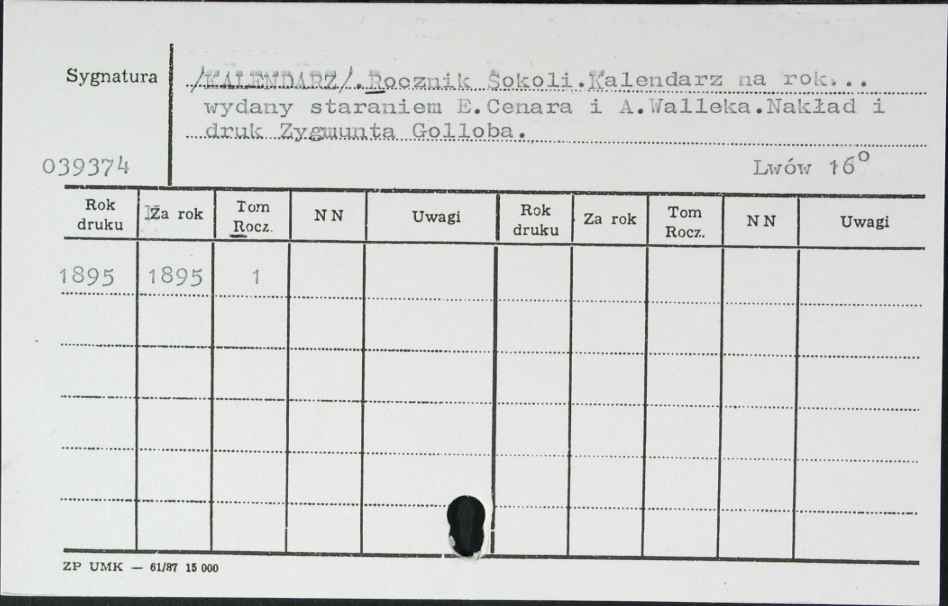 Sygnatura
/KALENDARZ/.Rocznik Sokoli.Kalendarz na rok...
wydany staraniem E.Cenara i A.Walleka.Nakład i
druk Zygmunta Golloba.
039374
Lwów 16°
Rok druku Za rok Tom Rocz. NN Uwagi Rok druku Za rok Tom Rocz. NN Uwagi
1895 1895 1
ZP UMK — 61/87 15 000